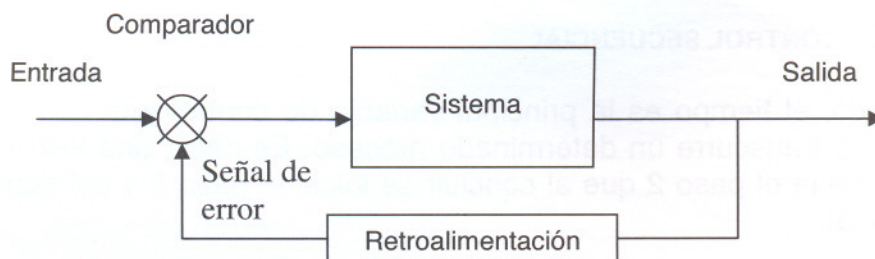 Comparador
Entrada
Sistema
Salida
Señal de
error
Retroalimentación